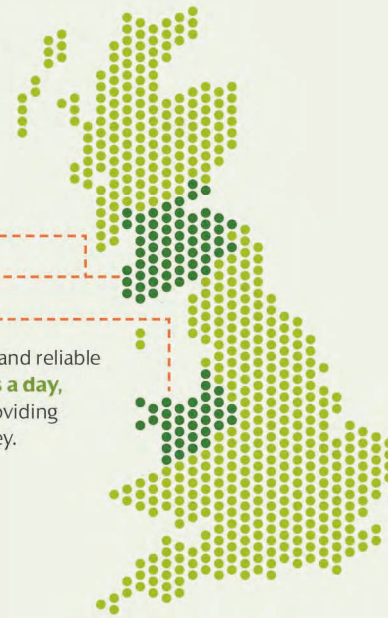 and reliable
s a day,
oviding
ey.